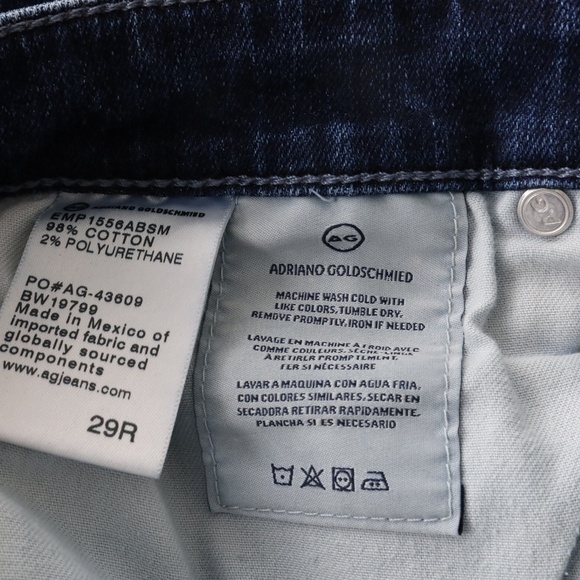 ADRIANO GOLDSCHMIED
EMP1556ABSM
98% COTTON
2% POLYURETHANE
PO#AG-43609
BW19799
Made in Mexico of
imported fabric and
globally sourced
components
www.agjeans.com
29R
AG
ADRIANO GOLDSCHMIED
MACHINE WASH COLD WITH
LIKE COLORS, TUMBLE DRY.
REMOVE PROMPTLY, IRON IF NEEDED
LAVAGE EN MACHINE A FROID AVEC
COMME COULEURS, SÈCHE-LINGE
À RETIRER PROMPTEMENT.
FER SI NÉCESSAIRE
LAVAR A MAQUINA CON AGUA FRIA,
CON COLORES SIMILARES, SECAR EN
SECADORA RETIRAR RAPIDAMENTE.
PLANCHA SI ES NECESARIO